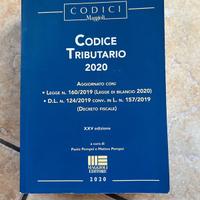 CODICI
Maggioli
CODICE
TRIBUTARIO
2020
AGGIORNATO CON:
• LEGGE N. 160/2019 (LEGGE DI BILANCIO 2020)
• D.L. N. 124/2019 CONV. IN L. N. 157/2019
(DECRETO FISCALE)
XXV edizione
a cura di
Paola Pompei e Matteo Pompei
MAGGIOLI
EDITORE
2020